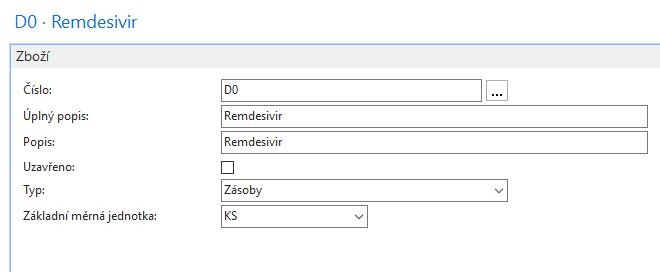 D0 · Remdesivir
Zboží
Číslo: D0 ...
Úplný popis: Remdesivir
Popis: Remdesivir
Uzavřeno:
Typ: Zásoby
Základní měrná jednotka: KS